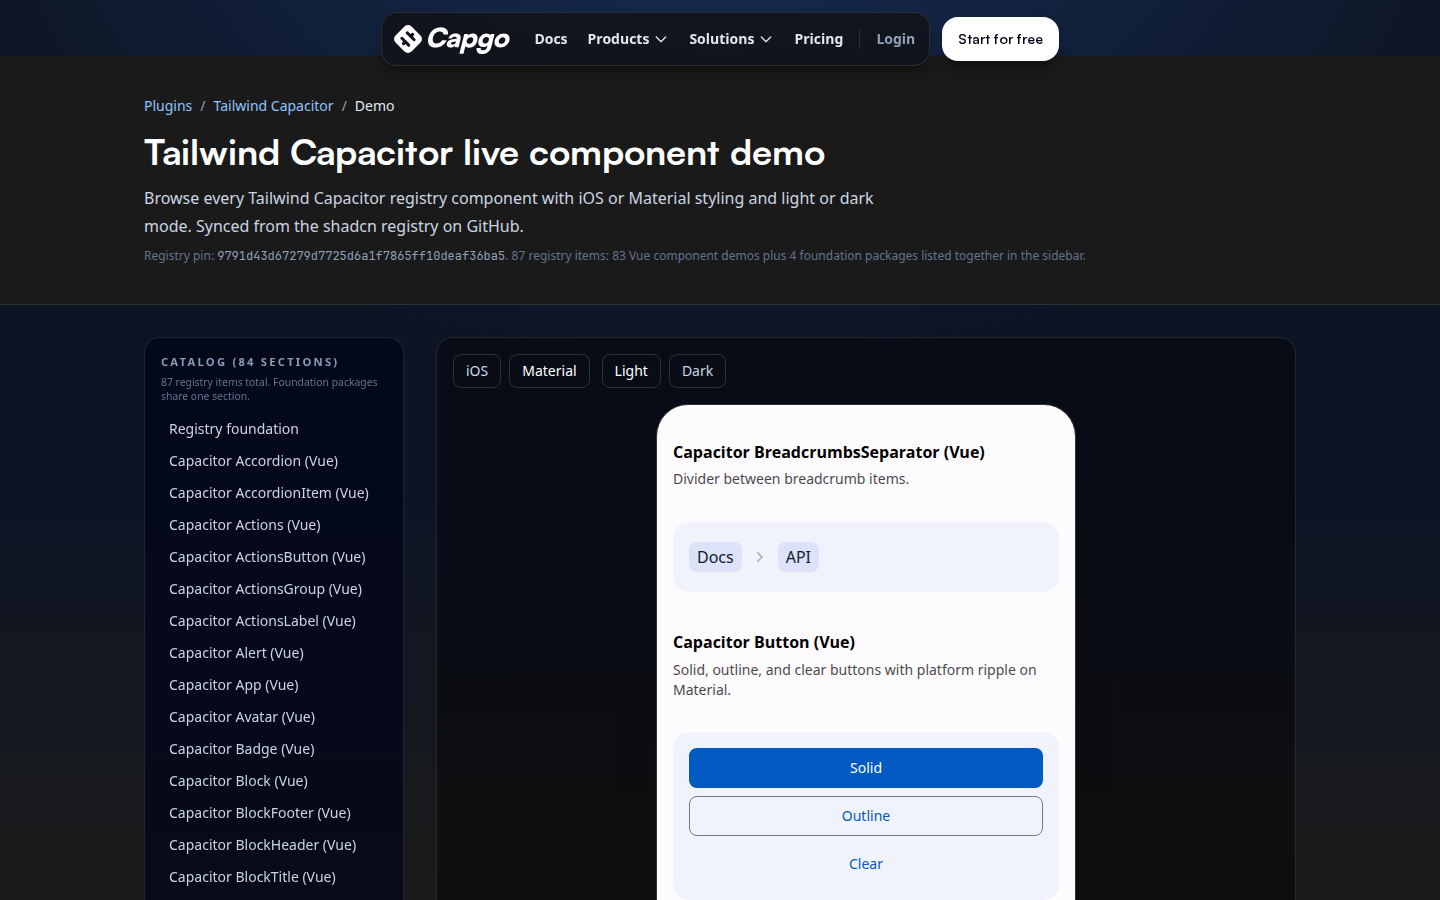 Capgo
Docs
Products
Solutions
Pricing
Login
Start for free
Plugins / Tailwind Capacitor / Demo
Tailwind Capacitor live component demo
Browse every Tailwind Capacitor registry component with iOS or Material styling and light or dark
mode. Synced from the shadcn registry on GitHub.
Registry pin: 9791d43d67279d7725d6a1f7865ff10deaf36ba5. 87 registry items: 83 Vue component demos plus 4 foundation packages listed together in the sidebar.
CATALOG (84 SECTIONS)
87 registry items total. Foundation packages
share one section.
Registry foundation
Capacitor Accordion (Vue)
Capacitor AccordionItem (Vue)
Capacitor Actions (Vue)
Capacitor ActionsButton (Vue)
Capacitor ActionsGroup (Vue)
Capacitor ActionsLabel (Vue)
Capacitor Alert (Vue)
Capacitor App (Vue)
Capacitor Avatar (Vue)
Capacitor Badge (Vue)
Capacitor Block (Vue)
Capacitor BlockFooter (Vue)
Capacitor BlockHeader (Vue)
Capacitor BlockTitle (Vue)
iOS
Material
Light
Dark
Capacitor BreadcrumbsSeparator (Vue)
Divider between breadcrumb items.
Docs
API
Capacitor Button (Vue)
Solid, outline, and clear buttons with platform ripple on
Material.
Solid
Outline
Clear